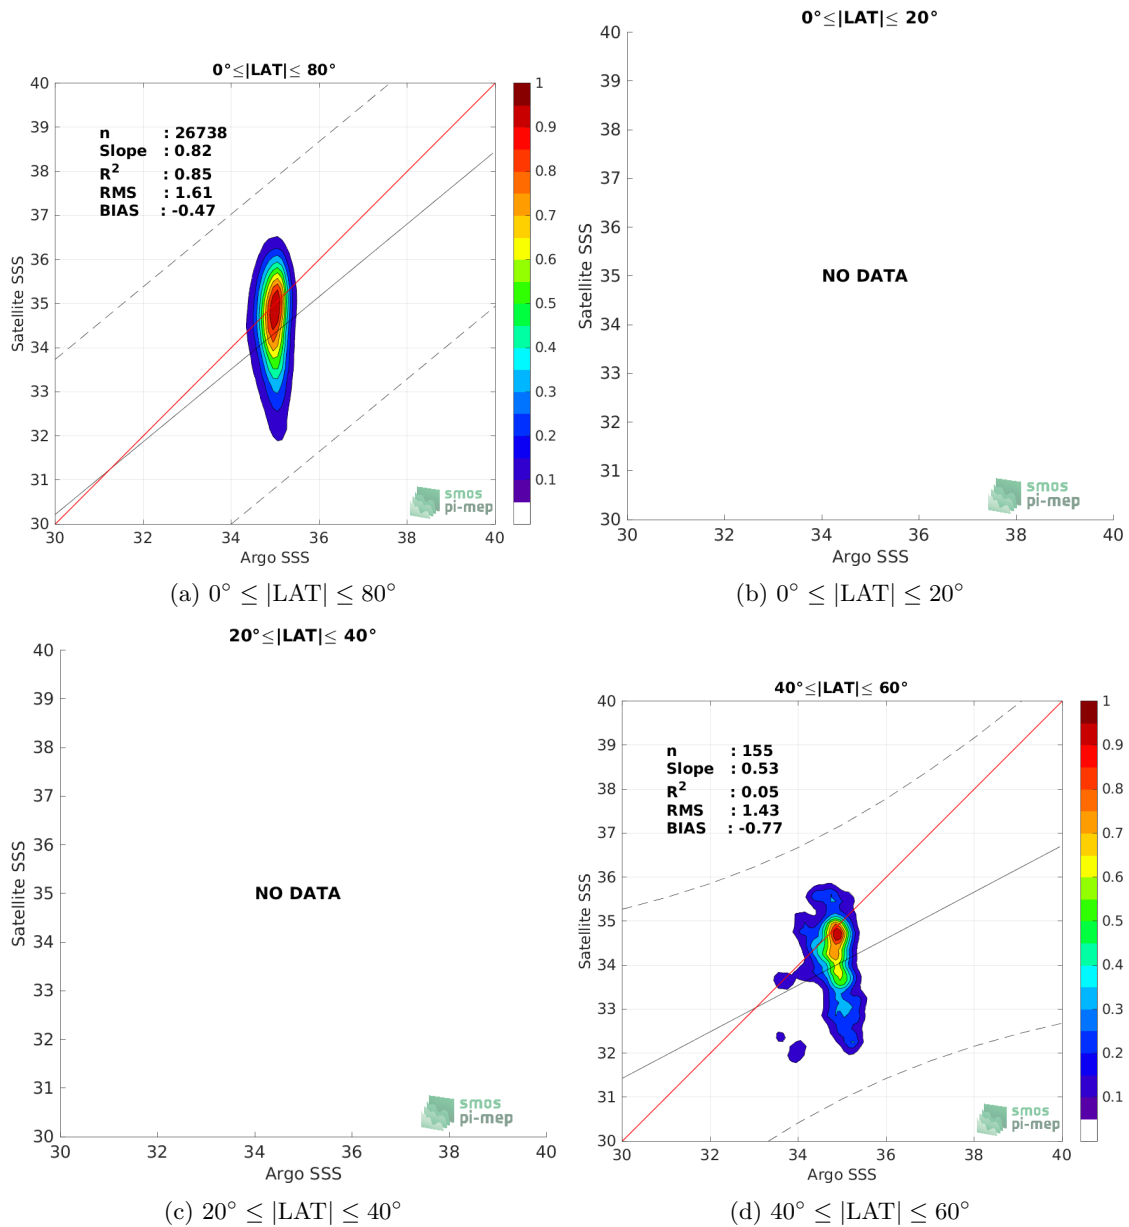 0°≤|LAT|≤ 80°
40
39
38
37
36
35
34
33
32
31
30
Satellite SSS
n : 26738
Slope : 0.82
R² : 0.85
RMS : 1.61
BIAS : -0.47
1
0.9
0.8
0.7
0.6
0.5
0.4
0.3
0.2
0.1
smos
pi-mep
30 32 34 36 38 40
Argo SSS
(a) 0° ≤ |LAT| ≤ 80°
0°≤|LAT|≤ 20°
40
39
38
37
36
35
34
33
32
31
30
Satellite SSS
NO DATA
smos
pi-mep
30 32 34 36 38 40
Argo SSS
(b) 0° ≤ |LAT| ≤ 20°
20°≤|LAT|≤ 40°
40
39
38
37
36
35
34
33
32
31
30
Satellite SSS
NO DATA
smos
pi-mep
30 32 34 36 38 40
Argo SSS
(c) 20° ≤ |LAT| ≤ 40°
40°≤|LAT|≤ 60°
40
39
38
37
36
35
34
33
32
31
30
Satellite SSS
n : 155
Slope : 0.53
R² : 0.05
RMS : 1.43
BIAS : -0.77
1
0.9
0.8
0.7
0.6
0.5
0.4
0.3
0.2
0.1
smos
pi-mep
30 32 34 36 38 40
Argo SSS
(d) 40° ≤ |LAT| ≤ 60°